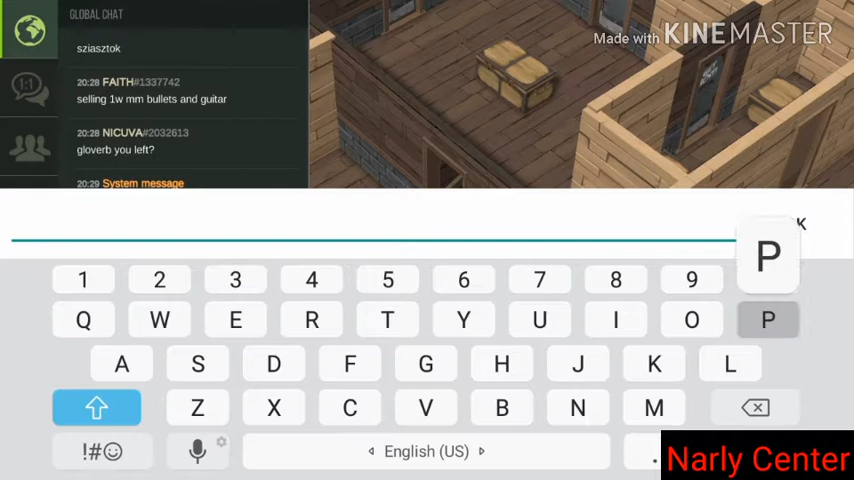 GLOBAL CHAT
sziasztok
20:28 FAITH#1337742
selling 1w mm bullets and guitar
20:28 NICUVA#2032613
gloverb you left?
20:29 System message
Made with KINEMASTER
1:1
K
P
1 2 3 4 5 6 7 8 9
Q W E R T Y U I O P
A S D F G H J K L
Z X C V B N M
!#☺ English (US) .
Narly Center